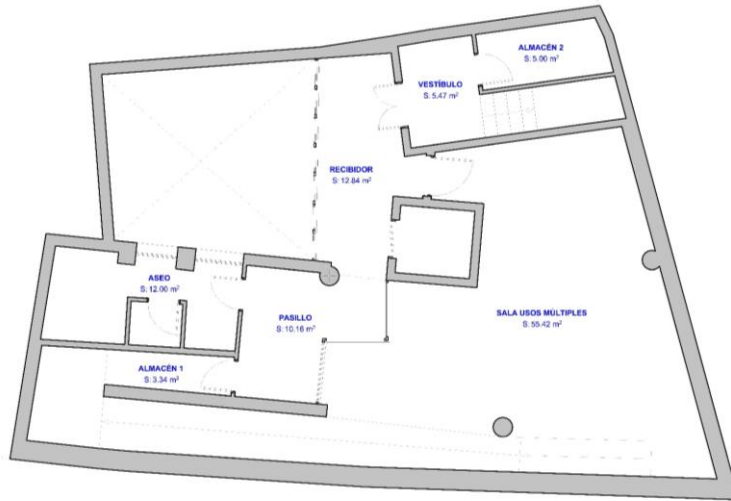 ALMACÉN 2
S: 5.00 m²
VESTÍBULO
S: 5.47 m²
RECIBIDOR
S: 12.84 m²
ASEO
S: 12.00 m²
PASILLO
S: 10.16 m²
SALA USOS MÚLTIPLES
S: 55.42 m²
ALMACÉN 1
S: 3.34 m²